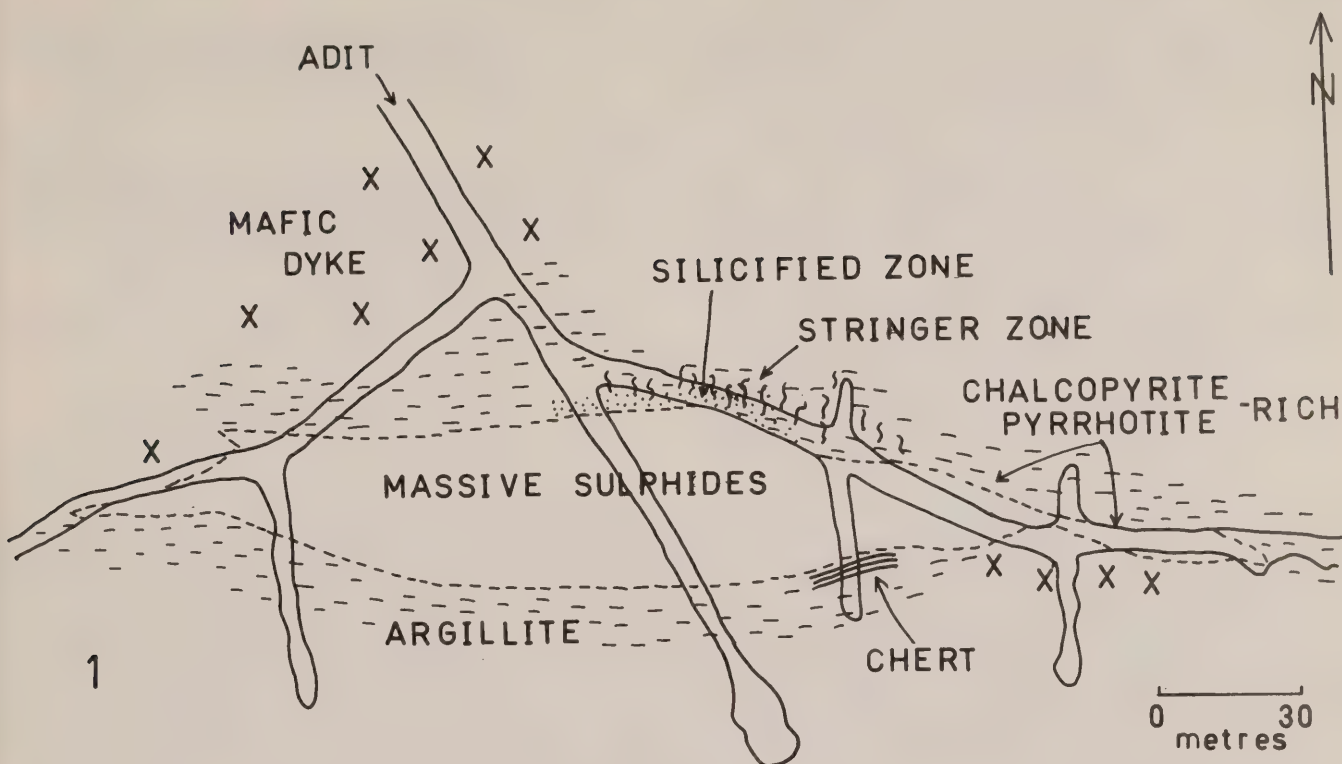 ADIT
N
MAFIC
DYKE
SILICIFIED ZONE
STRINGER ZONE
CHALCOPYRITE
PYRRHOTITE
-RICH
MASSIVE SULPHIDES
ARGILLITE
CHERT
1
0 30
metres